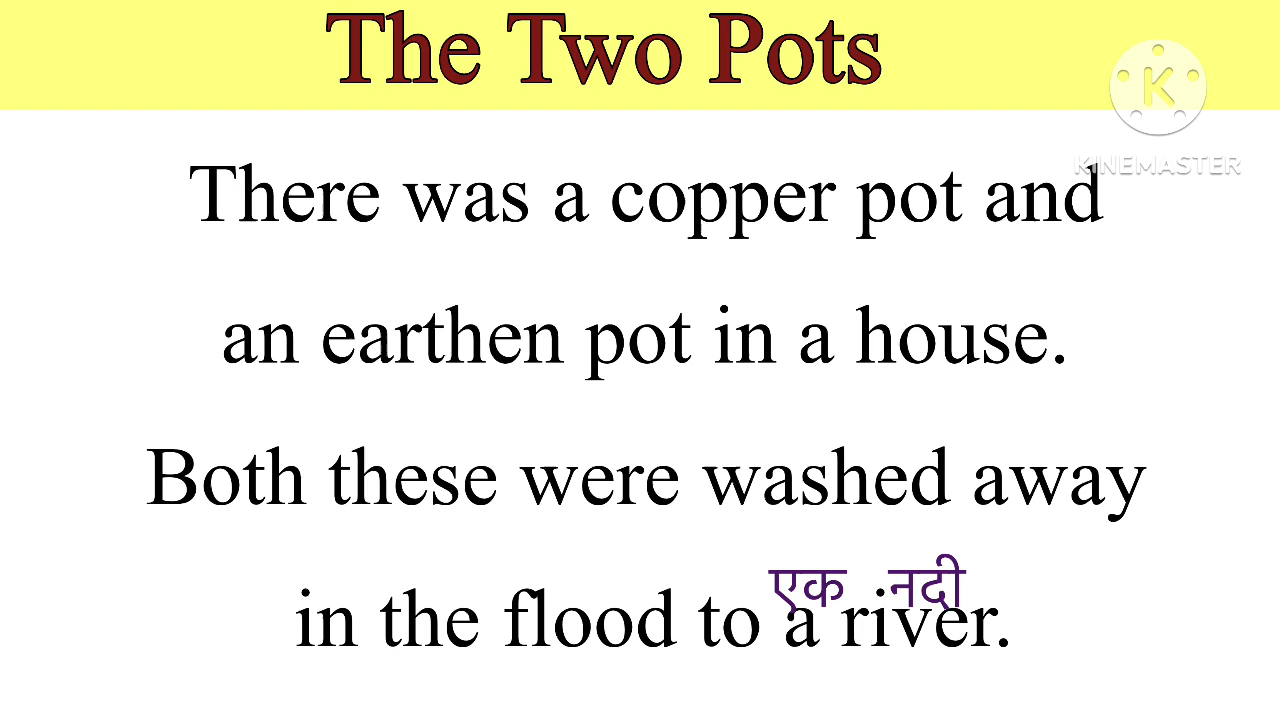 The Two Pots
K
KINEMASTER
There was a copper pot and
an earthen pot in a house.
Both these were washed away
एक नदी
in the flood to a river.